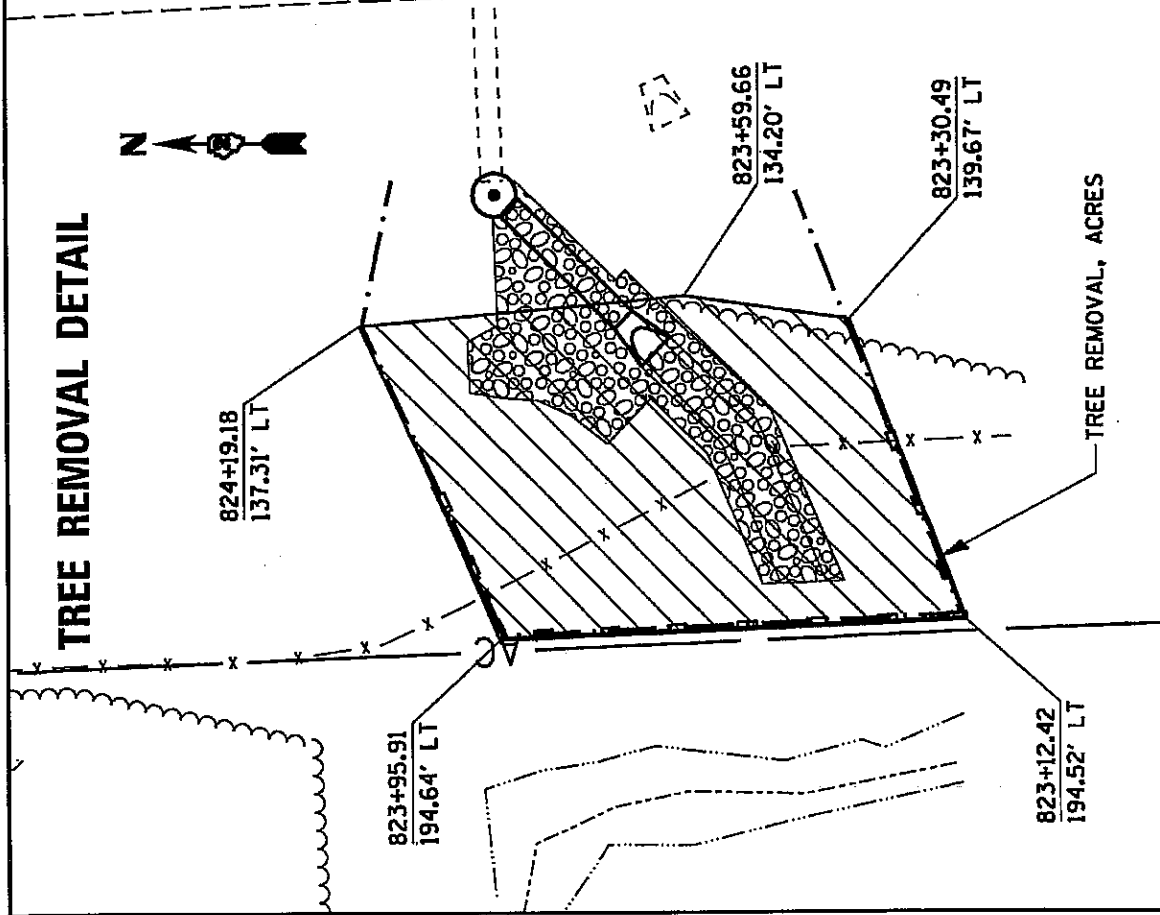 TREE REMOVAL DETAIL
N
824+19.18
137.31' LT
823+59.66
134.20' LT
823+30.49
139.67' LT
823+95.91
194.64' LT
823+12.42
194.52' LT
TREE REMOVAL, ACRES